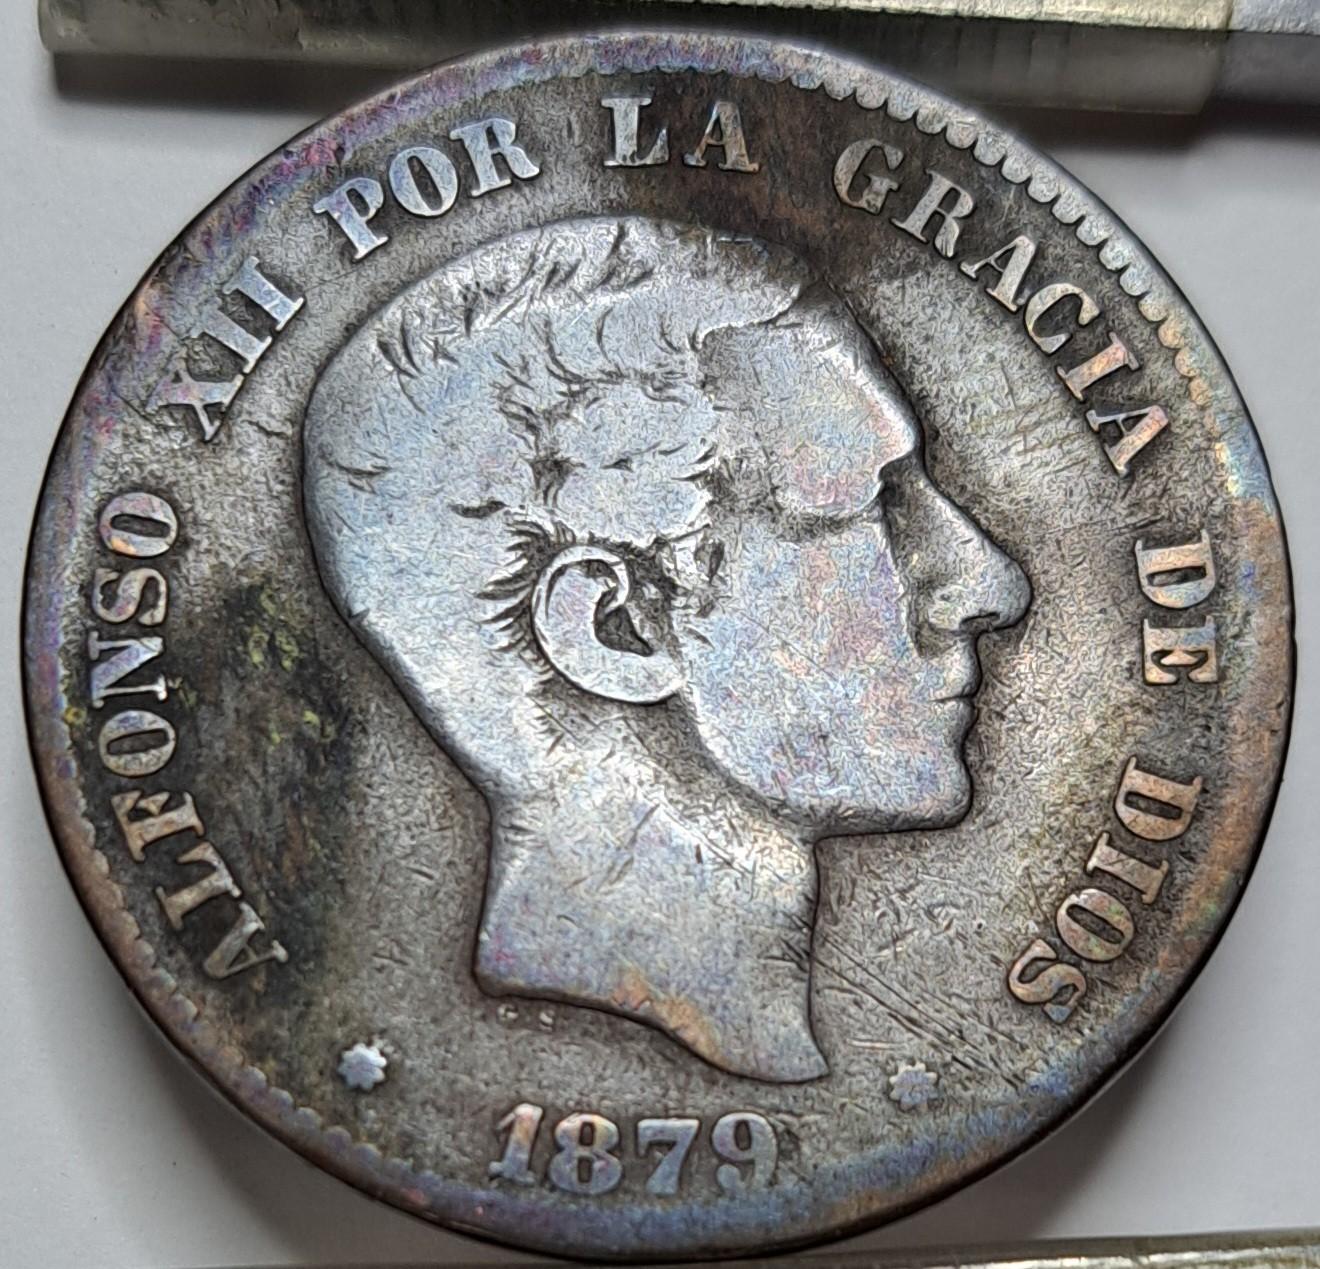 ALFONSO XII POR LA GRACIA DE DIOS
G S
1879